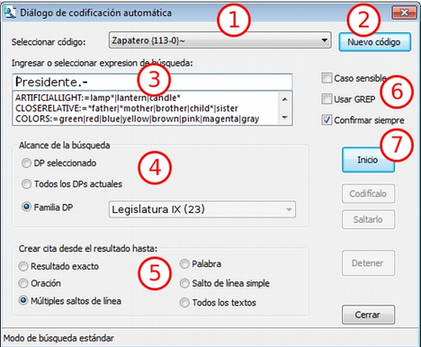 Diálogo de codificación automática
1
2
Seleccionar código: Zapatero (113-0)~ Nuevo código
Ingresar o seleccionar expresion de búsqueda:
Presidente.-
3
ARTIFICIALLIGHT:=lamp*|lantern|candle*
CLOSERELATIVE:=*father|*mother|brother|child*|sister
COLORS:=green|red|blue|yellow|brown|pink|magenta|gray
Caso sensible
Usar GREP
6
Confirmar siempre
7
Alcance de la búsqueda
DP seleccionado
4
Todos los DPs actuales
Familia DP Legislatura IX (23)
Inicio
Codifícalo
Saltarlo
Crear cita desde el resultado hasta:
Resultado exacto Palabra
Oración 5 Salto de línea simple
Múltiples saltos de línea Todos los textos
Detener
Cerrar
Modo de búsqueda estándar